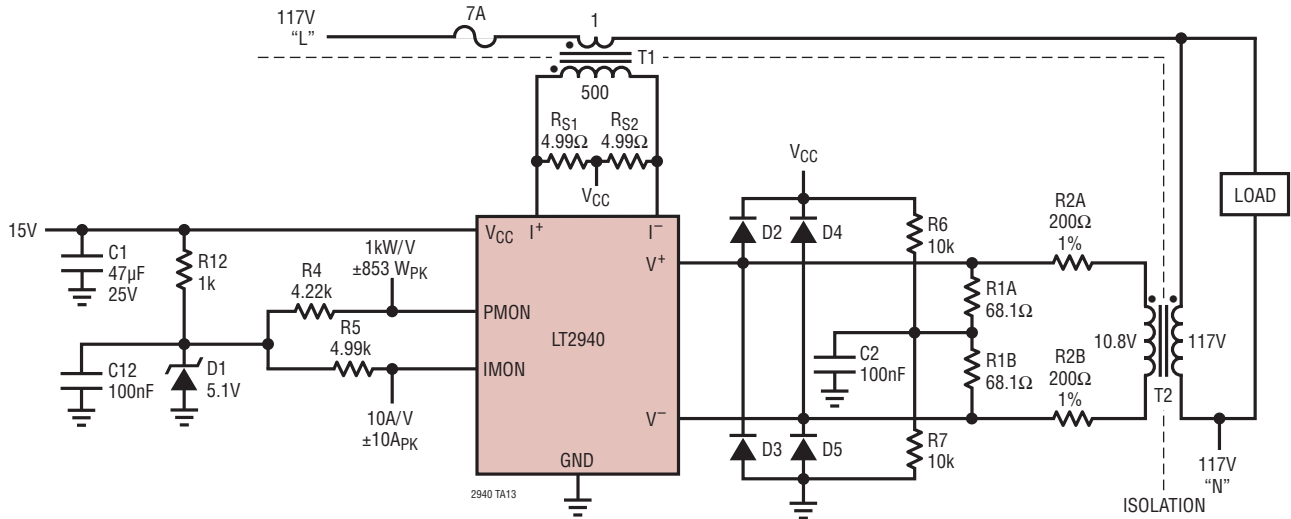 117V
“L”
7A
1
T1
500
RS1
4.99Ω
RS2
4.99Ω
VCC
VCC
15V
C1
47µF
25V
R12
1k
R4
4.22k
1kW/V
±853 WPK
R5
4.99k
C12
100nF
D1
5.1V
10A/V
±10APK
VCC
I+
I–
V+
PMON
LT2940
IMON
V–
GND
2940 TA13
D2
D4
R6
10k
R1A
68.1Ω
C2
100nF
R1B
68.1Ω
D3
D5
R7
10k
R2A
200Ω
1%
R2B
200Ω
1%
10.8V
117V
T2
LOAD
117V
“N”
ISOLATION